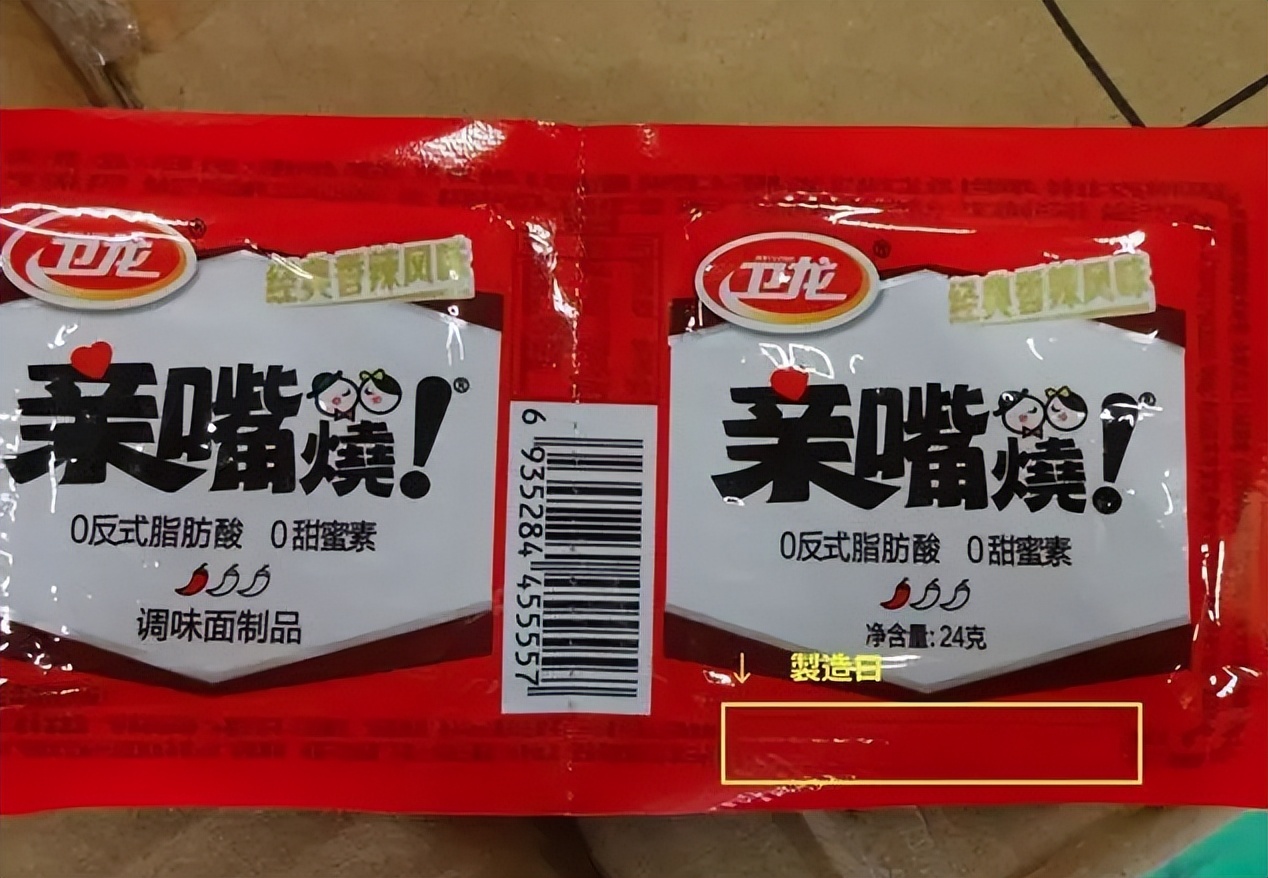 卫龙®
经典香辣风味
亲嘴燒!®
0反式脂肪酸 0甜蜜素
调味面制品
6 935284 455557
卫龙®
经典香辣风味
亲嘴燒!®
0反式脂肪酸 0甜蜜素
净含量:24克
↓ 製造日